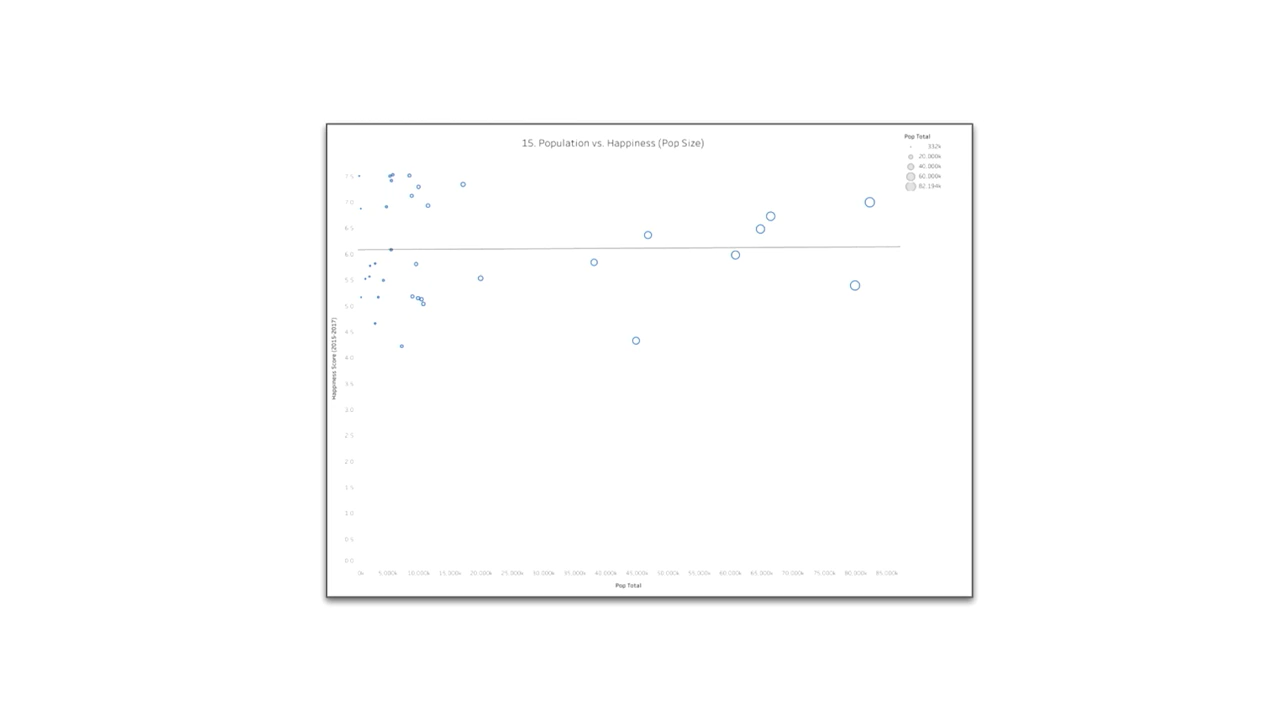 15. Population vs. Happiness (Pop Size)
Pop Total
332k
20,000k
40,000k
60,000k
82,194k
7.5
7.0
6.5
6.0
5.5
5.0
4.5
4.0
3.5
3.0
2.5
2.0
1.5
1.0
0.5
0.0
Happiness Score (2015-2017)
0k 5,000k 10,000k 15,000k 20,000k 25,000k 30,000k 35,000k 40,000k 45,000k 50,000k 55,000k 60,000k 65,000k 70,000k 75,000k 80,000k 85,000k
Pop Total